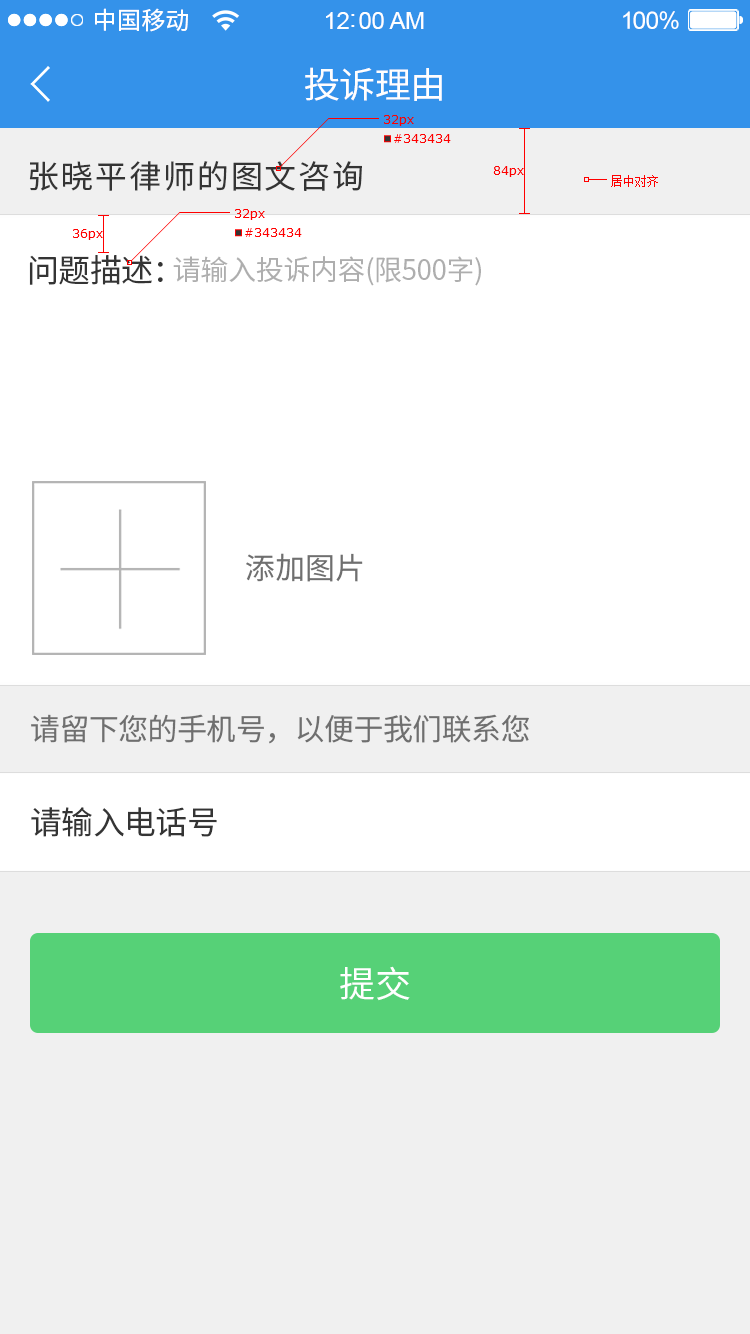 中国移动 12:00 AM 100%
投诉理由
32px
#343434
张晓平律师的图文咨询
84px
居中对齐
32px
#343434
36px
问题描述：请输入投诉内容(限500字)
添加图片
请留下您的手机号，以便于我们联系您
请输入电话号
提交